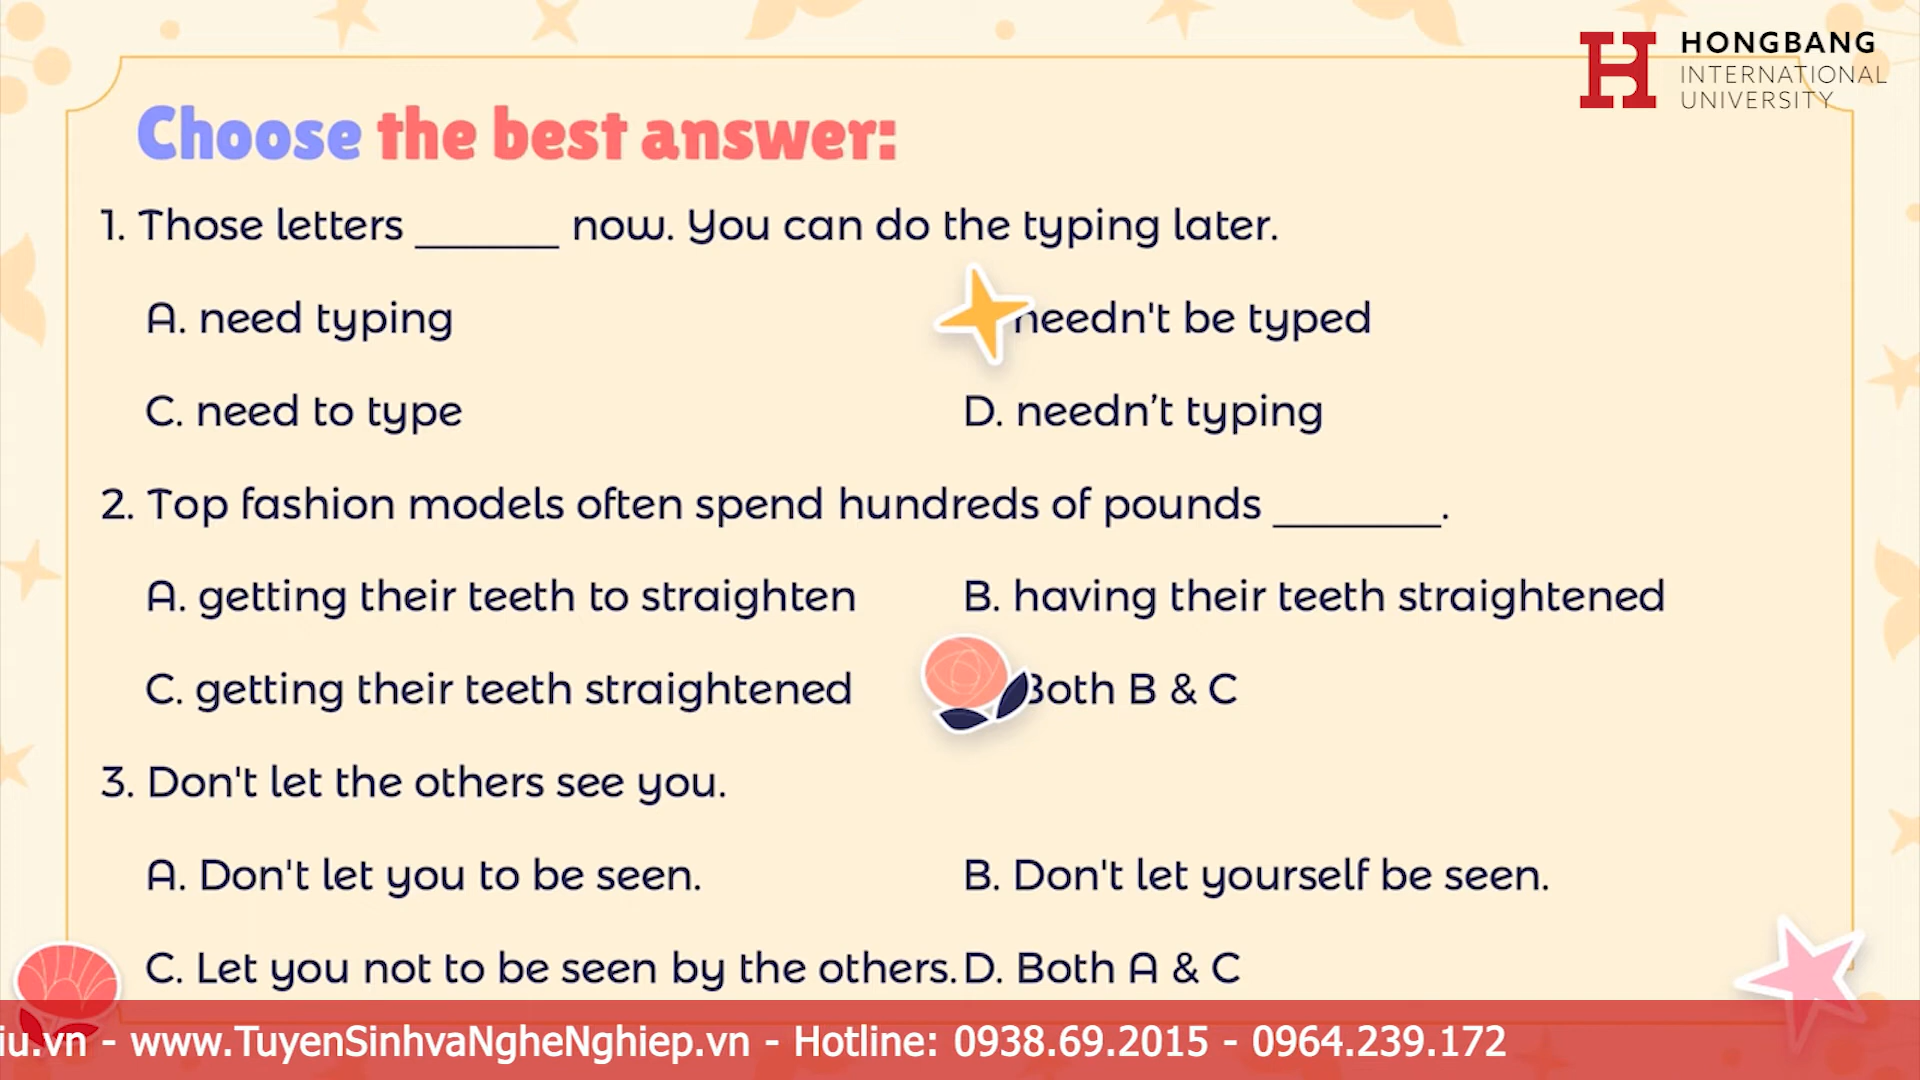 HONGBANG
INTERNATIONAL
UNIVERSITY
Choose the best answer:
1. Those letters ______ now. You can do the typing later.
A. need typing
needn't be typed
C. need to type
D. needn’t typing
2. Top fashion models often spend hundreds of pounds _______.
A. getting their teeth to straighten
B. having their teeth straightened
C. getting their teeth straightened
Both B & C
3. Don't let the others see you.
A. Don't let you to be seen.
B. Don't let yourself be seen.
C. Let you not to be seen by the others.
D. Both A & C
iu.vn - www.TuyenSinhvaNgheNghiep.vn - Hotline: 0938.69.2015 - 0964.239.172